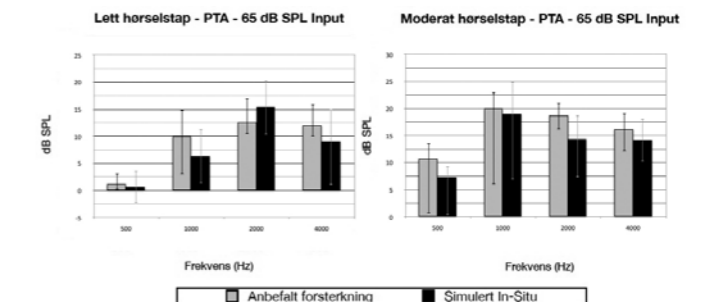 Lett hørselstap - PTA - 65 dB SPL Input
25
20
15
10
5
0
-5
dB SPL
500 1000 2000 4000
Frekvens (Hz)
Moderat hørselstap - PTA - 65 dB SPL Input
30
25
20
15
10
5
0
dB SPL
500 1000 2000 4000
Frekvens (Hz)
Anbefalt forsterkning Simulert In-Situ